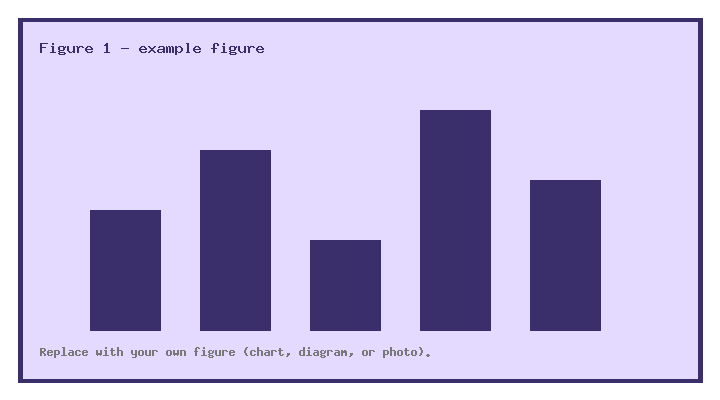 Figure 1 — example figure
Replace with your own figure (chart, diagram, or photo).